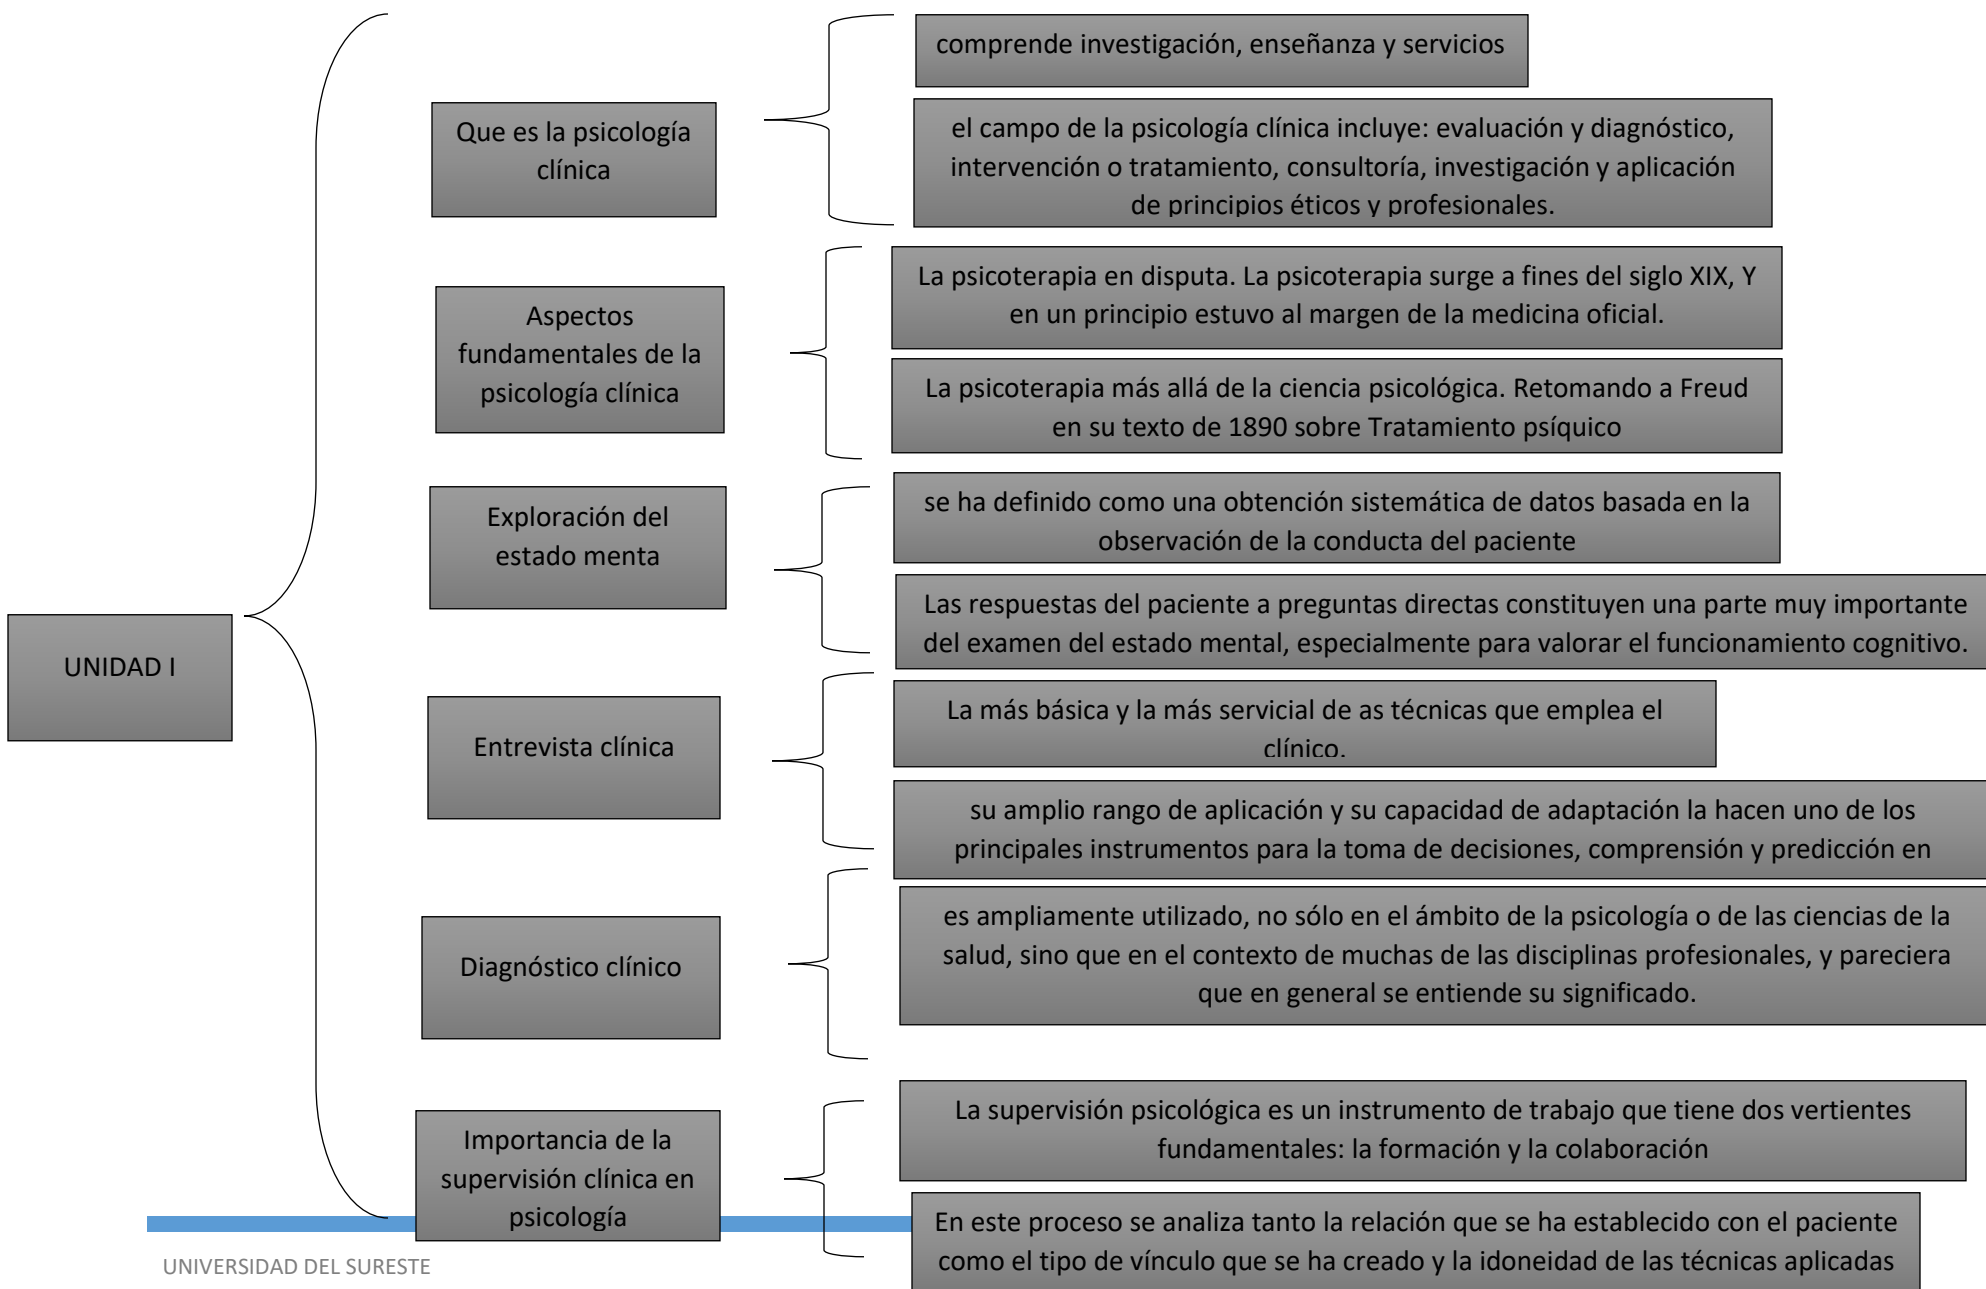 comprende investigación, enseñanza y servicios
Que es la psicología
clínica
el campo de la psicología clínica incluye: evaluación y diagnóstico,
intervención o tratamiento, consultoría, investigación y aplicación
de principios éticos y profesionales.
Aspectos
fundamentales de la
psicología clínica
La psicoterapia en disputa. La psicoterapia surge a fines del siglo XIX, Y
en un principio estuvo al margen de la medicina oficial.
La psicoterapia más allá de la ciencia psicológica. Retomando a Freud
en su texto de 1890 sobre Tratamiento psíquico
Exploración del
estado menta
se ha definido como una obtención sistemática de datos basada en la
observación de la conducta del paciente
Las respuestas del paciente a preguntas directas constituyen una parte muy importante
del examen del estado mental, especialmente para valorar el funcionamiento cognitivo.
UNIDAD I
Entrevista clínica
La más básica y la más servicial de as técnicas que emplea el
clínico.
su amplio rango de aplicación y su capacidad de adaptación la hacen uno de los
principales instrumentos para la toma de decisiones, comprensión y predicción en
Diagnóstico clínico
es ampliamente utilizado, no sólo en el ámbito de la psicología o de las ciencias de la
salud, sino que en el contexto de muchas de las disciplinas profesionales, y pareciera
que en general se entiende su significado.
Importancia de la
supervisión clínica en
psicología
La supervisión psicológica es un instrumento de trabajo que tiene dos vertientes
fundamentales: la formación y la colaboración
En este proceso se analiza tanto la relación que se ha establecido con el paciente
como el tipo de vínculo que se ha creado y la idoneidad de las técnicas aplicadas
UNIVERSIDAD DEL SURESTE